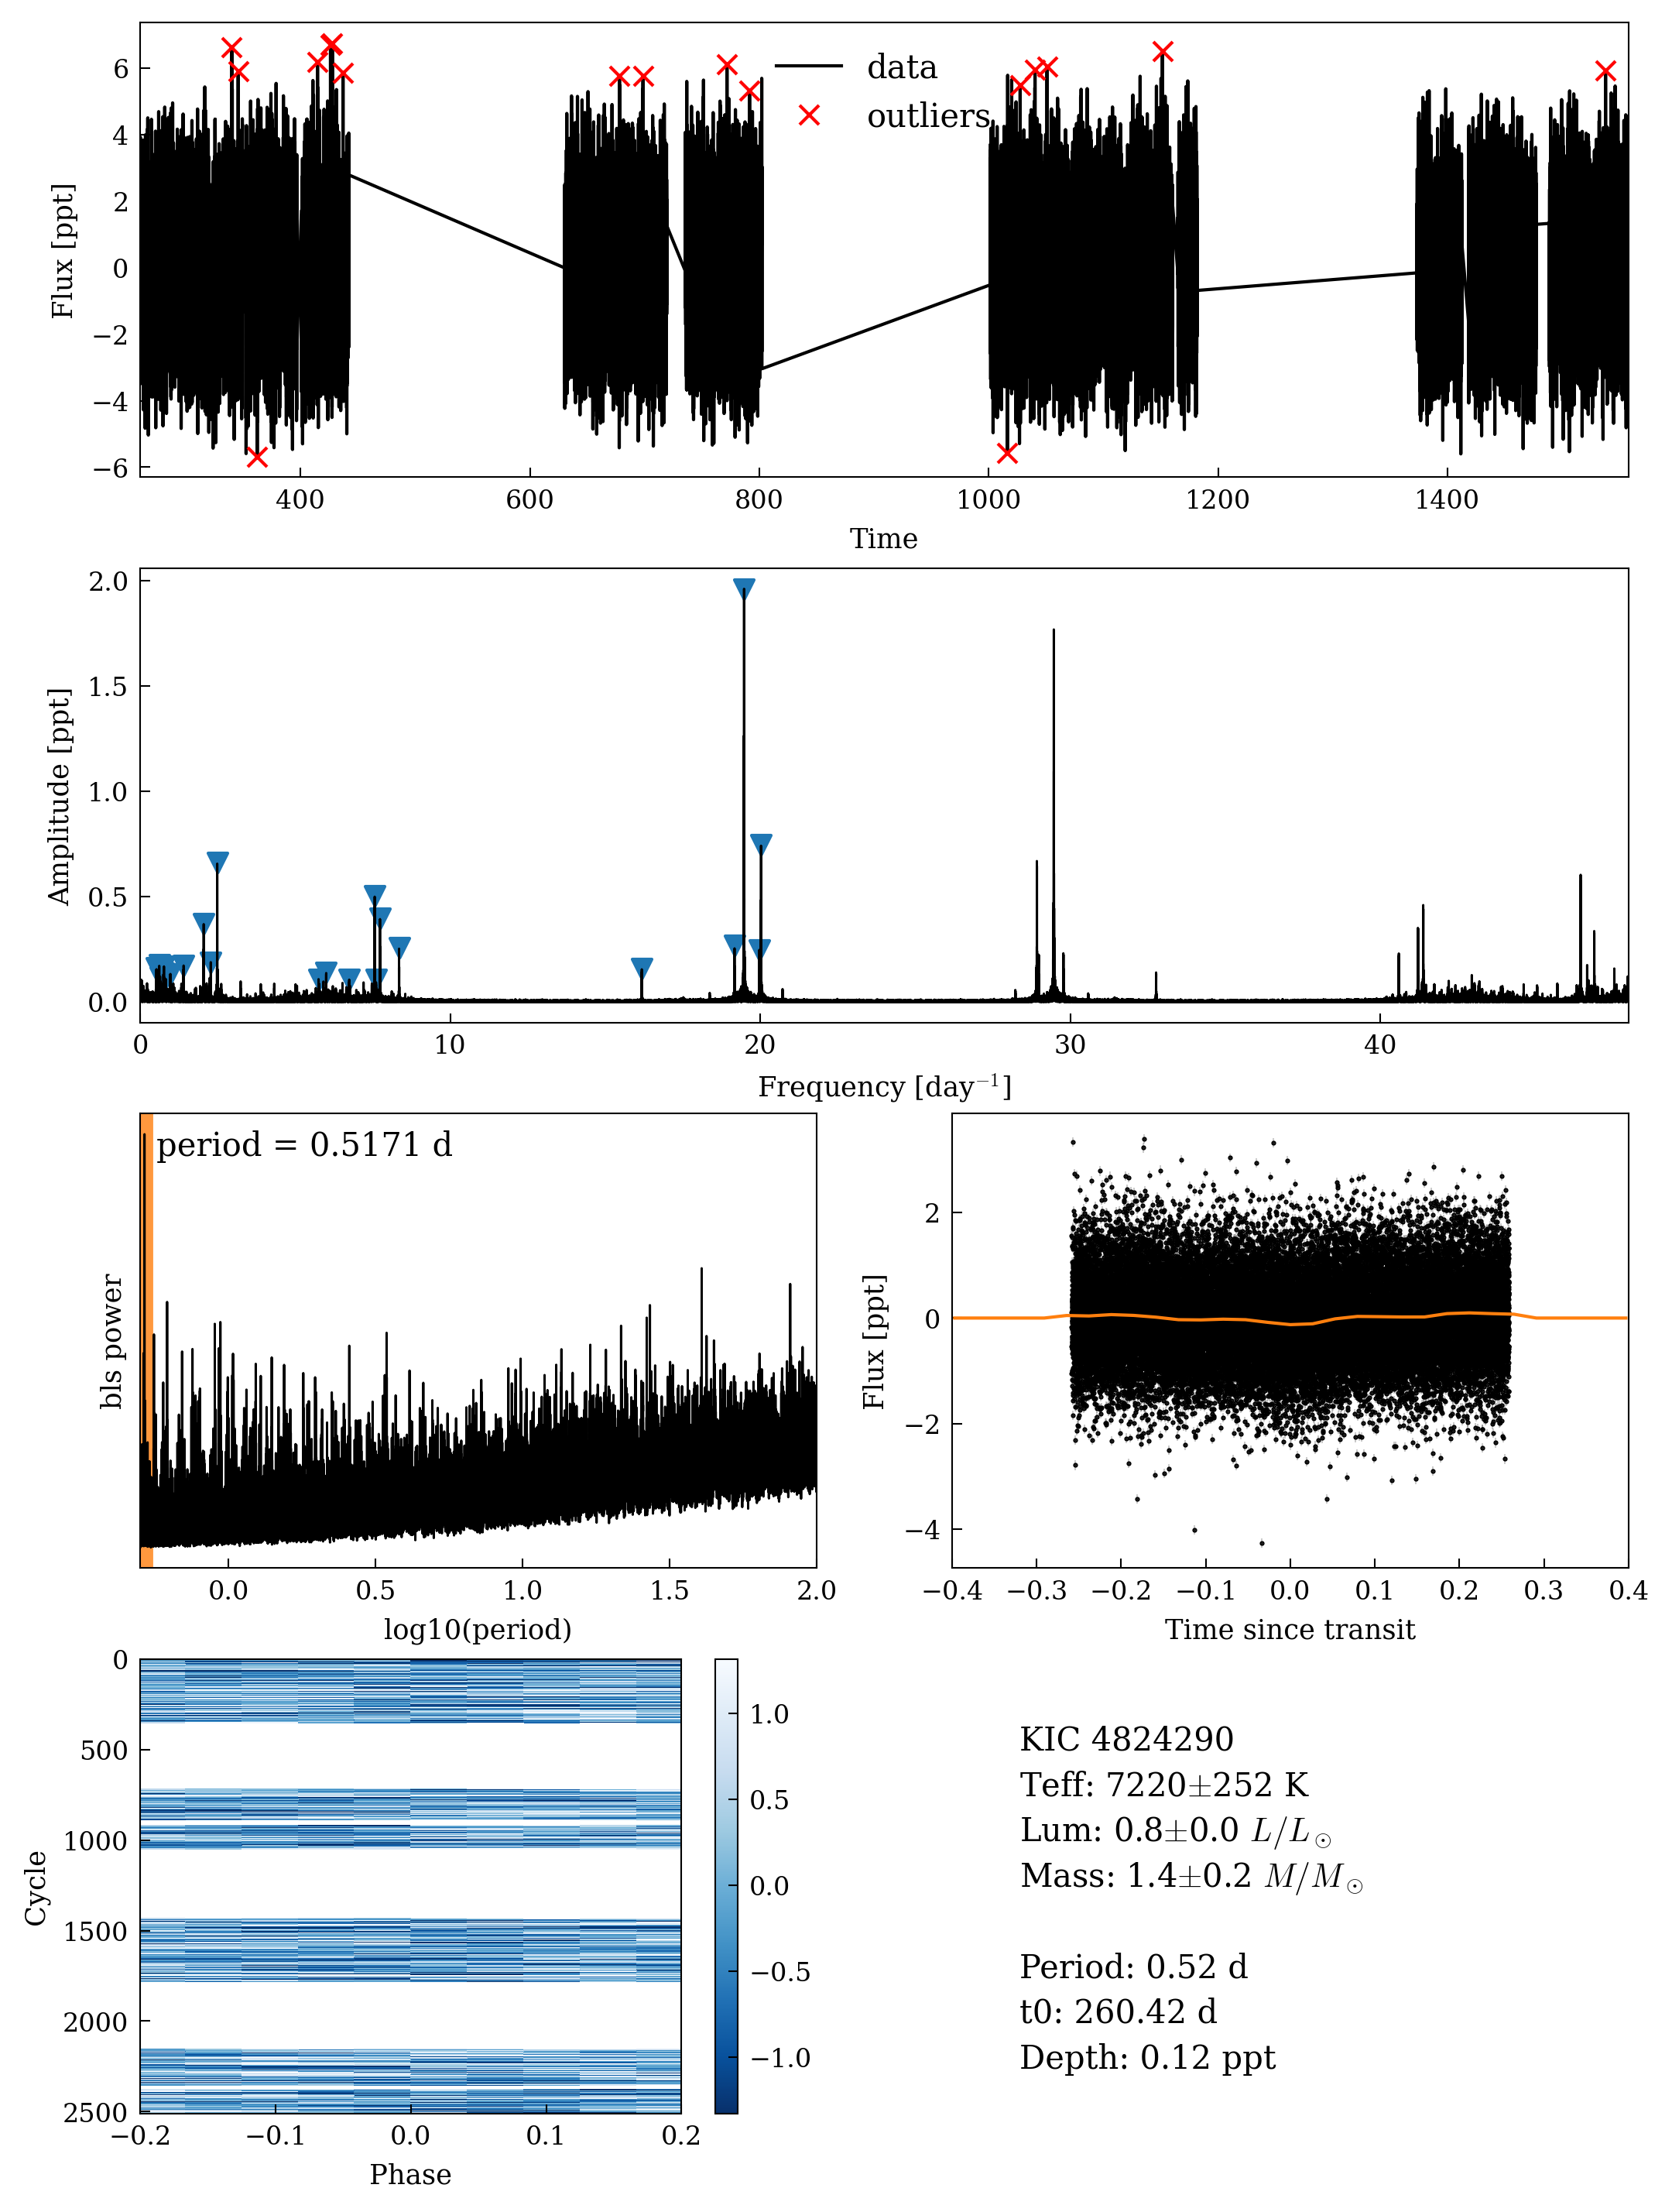 6
4
2
0
−2
−4
−6
Flux [ppt]
data
outliers
400
600
800
1000
1200
1400
Time
2.0
1.5
1.0
0.5
0.0
Amplitude [ppt]
0
10
20
30
40
Frequency [day⁻¹]
period = 0.5171 d
bls power
0.0
0.5
1.0
1.5
2.0
log10(period)
2
0
−2
−4
Flux [ppt]
−0.4
−0.3
−0.2
−0.1
0.0
0.1
0.2
0.3
0.4
Time since transit
0
500
1000
1500
2000
2500
Cycle
−0.2
−0.1
0.0
0.1
0.2
Phase
1.0
0.5
0.0
−0.5
−1.0
KIC 4824290
Teff: 7220±252 K
Lum: 0.8±0.0 L/L⊙
Mass: 1.4±0.2 M/M⊙
Period: 0.52 d
t0: 260.42 d
Depth: 0.12 ppt